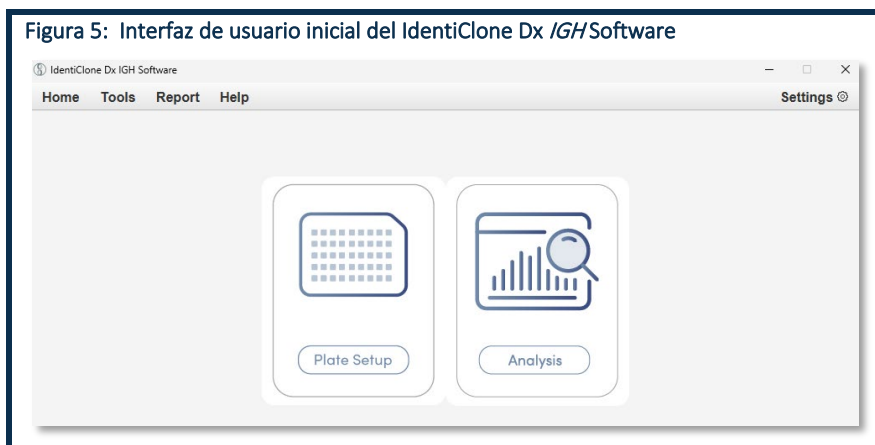 Figura 5: Interfaz de usuario inicial del IdentiClone Dx IGH Software
IdentiClone Dx IGH Software
Home Tools Report Help Settings
Plate Setup Analysis